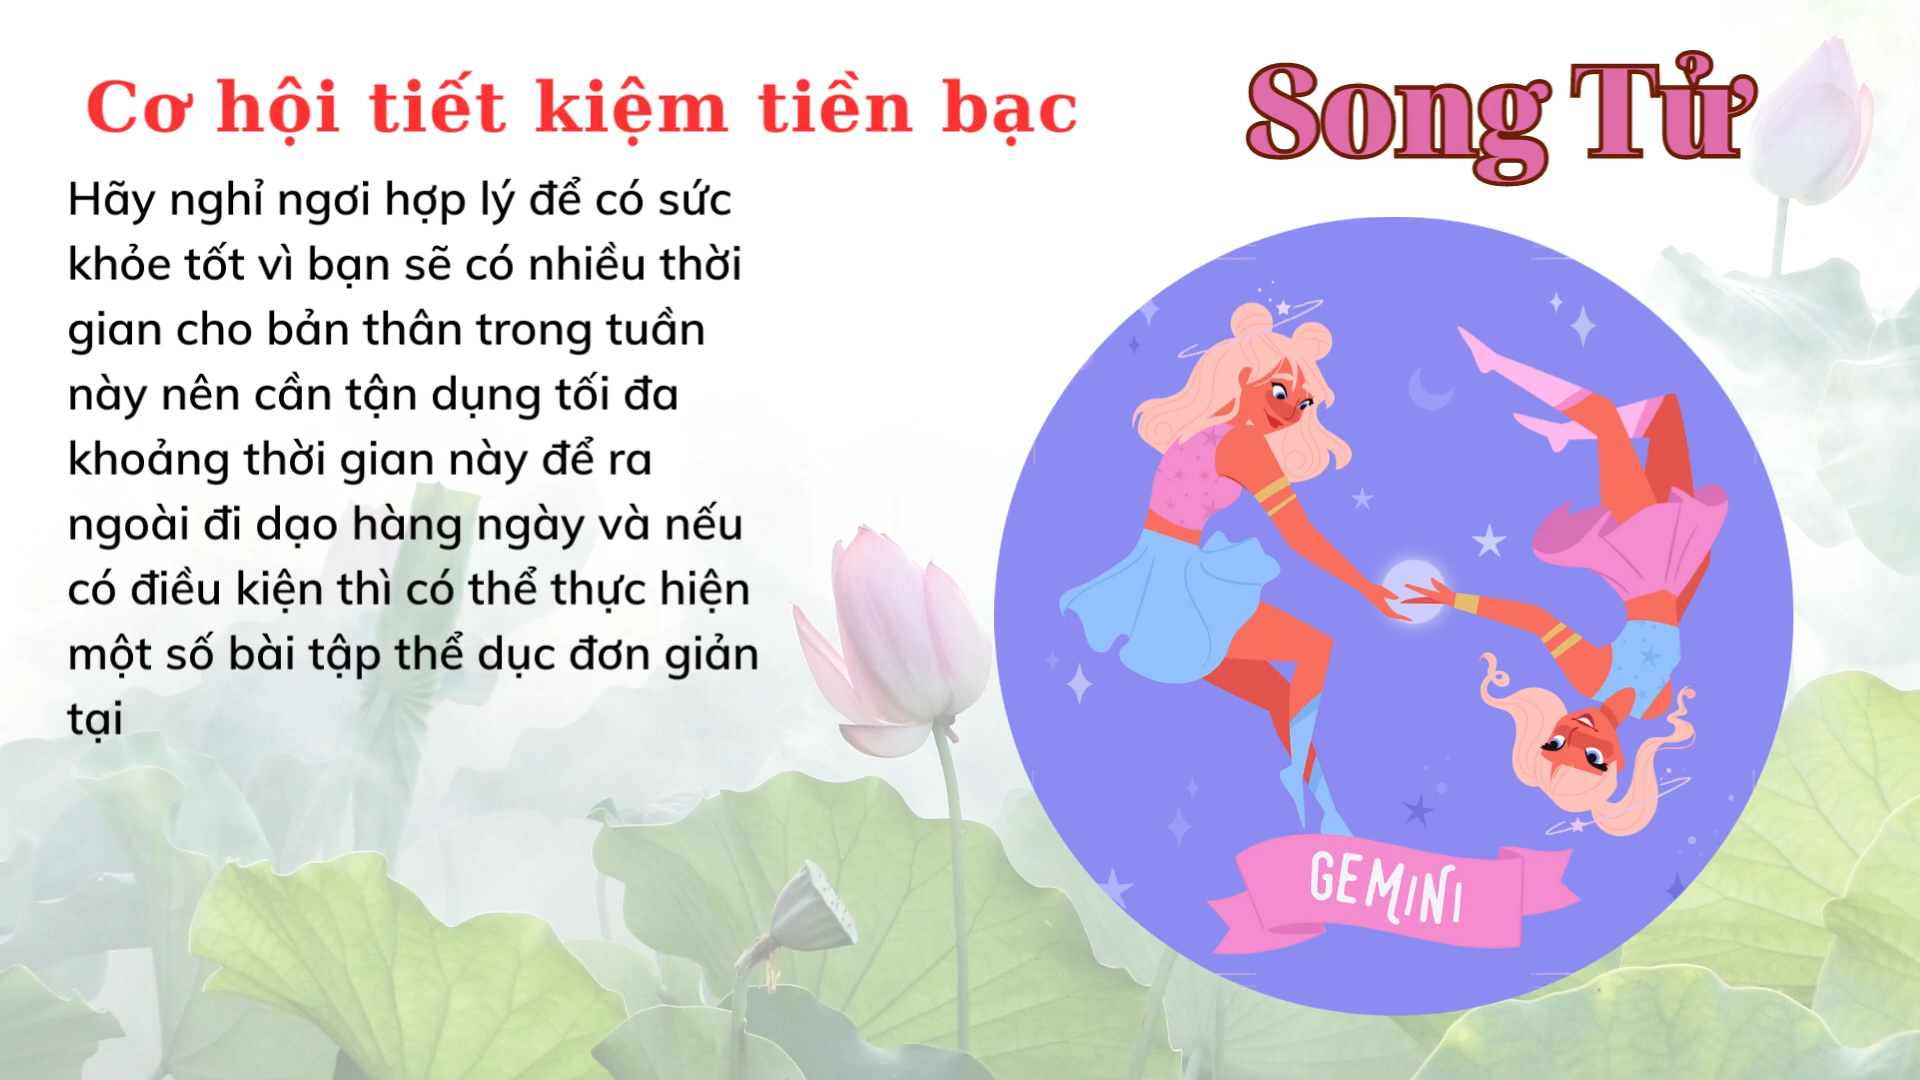 Cơ hội tiết kiệm tiền bạc
Song Tử
Hãy nghỉ ngơi hợp lý để có sức
khỏe tốt vì bạn sẽ có nhiều thời
gian cho bản thân trong tuần
này nên cần tận dụng tối đa
khoảng thời gian này để ra
ngoài đi dạo hàng ngày và nếu
có điều kiện thì có thể thực hiện
một số bài tập thể dục đơn giản
tại
GEMINI